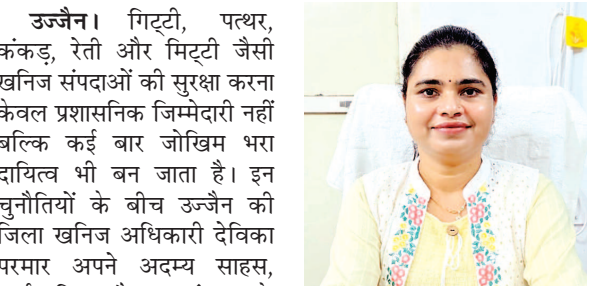 उज्जैन। गिट्टी, पत्थर,
कंकड़, रेती और मिट्टी जैसी
खनिज संपदाओं की सुरक्षा करना
केवल प्रशासनिक जिम्मेदारी नहीं
बल्कि कई बार जोखिम भरा
दायित्व भी बन जाता है। इन
चुनौतियों के बीच उज्जैन की
जिला खनिज अधिकारी देविका
परमार अपने अदम्य साहस,